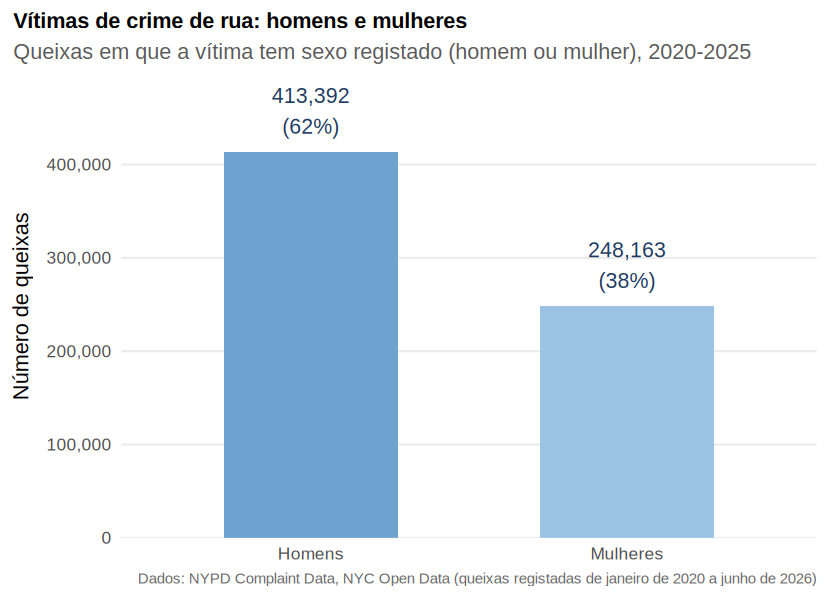 Vítimas de crime de rua: homens e mulheres
Queixas em que a vítima tem sexo registado (homem ou mulher), 2020-2025
413,392
(62%)
248,163
(38%)
Número de queixas
400,000
300,000
200,000
100,000
0
Homens
Mulheres
Dados: NYPD Complaint Data, NYC Open Data (queixas registadas de janeiro de 2020 a junho de 2026)